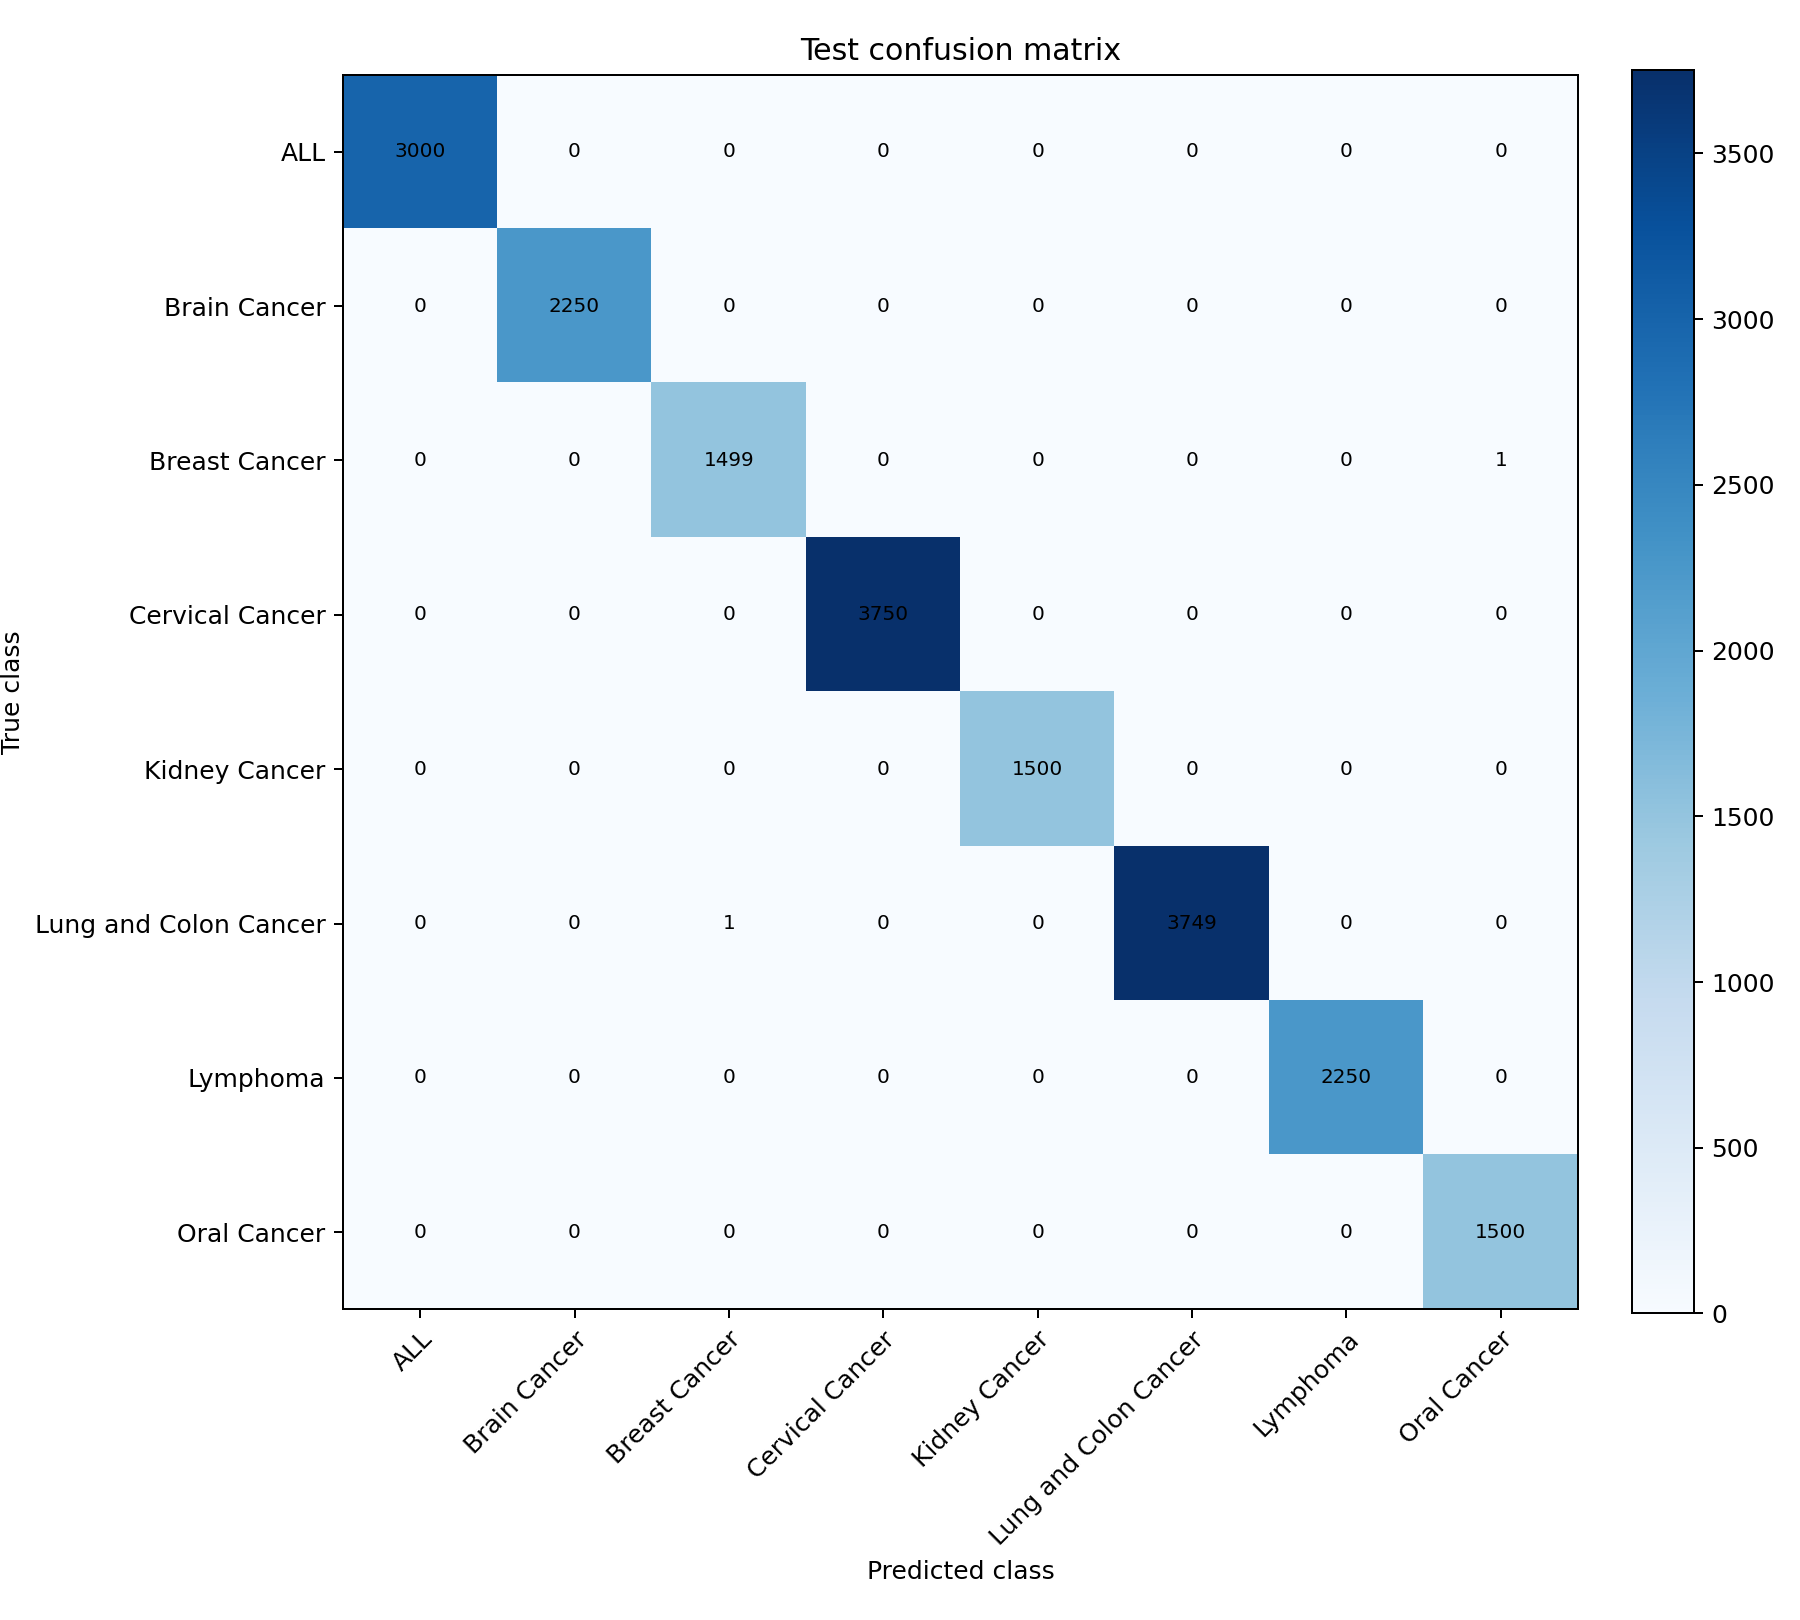 Test confusion matrix
ALL 3000 0 0 0 0 0 0 0
Brain Cancer 0 2250 0 0 0 0 0 0
Breast Cancer 0 0 1499 0 0 0 0 1
Cervical Cancer 0 0 0 3750 0 0 0 0
Kidney Cancer 0 0 0 0 1500 0 0 0
Lung and Colon Cancer 0 0 1 0 0 3749 0 0
Lymphoma 0 0 0 0 0 0 2250 0
Oral Cancer 0 0 0 0 0 0 0 1500
True class
ALL
Brain Cancer
Breast Cancer
Cervical Cancer
Kidney Cancer
Lung and Colon Cancer
Lymphoma
Oral Cancer
Predicted class
3500
3000
2500
2000
1500
1000
500
0